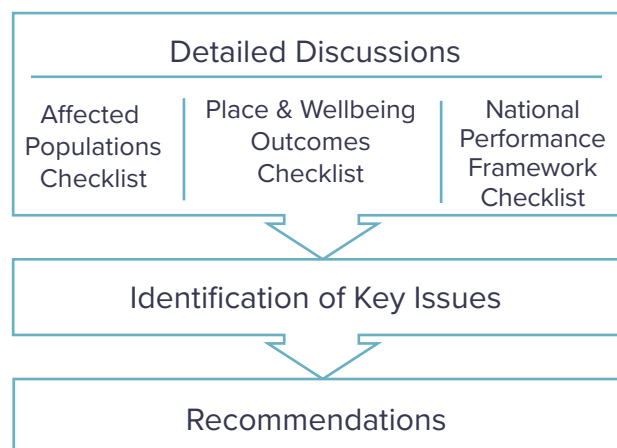 Detailed Discussions
Affected
Populations
Checklist
Place & Wellbeing
Outcomes
Checklist
National
Performance
Framework
Checklist
Identification of Key Issues
Recommendations